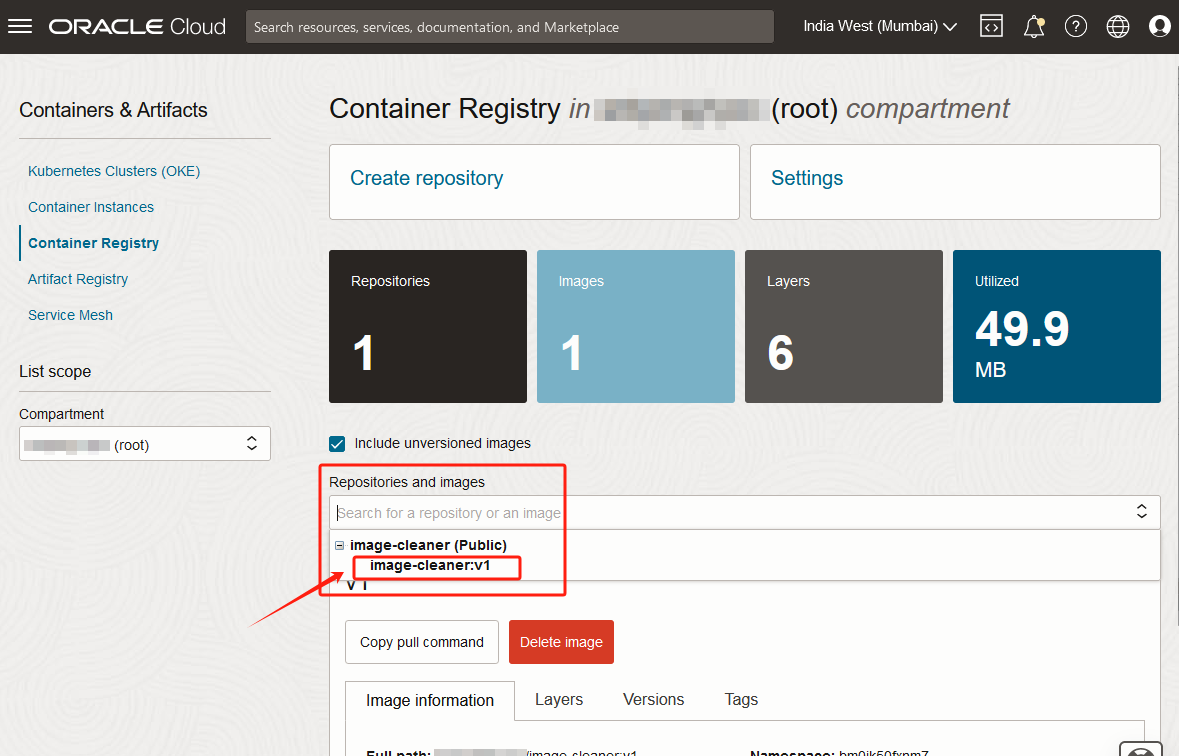 ORACLE Cloud
Search resources, services, documentation, and Marketplace
India West (Mumbai)
Containers & Artifacts
Kubernetes Clusters (OKE)
Container Instances
Container Registry
Artifact Registry
Service Mesh
List scope
Compartment
(root)
Container Registry in (root) compartment
Create repository
Settings
Repositories
1
Images
1
Layers
6
Utilized
49.9
MB
Include unversioned images
Repositories and images
Search for a repository or an image
image-cleaner (Public)
image-cleaner:v1
v1
Copy pull command
Delete image
Image information
Layers
Versions
Tags
Full path: /image-cleaner:v1
Namespace: